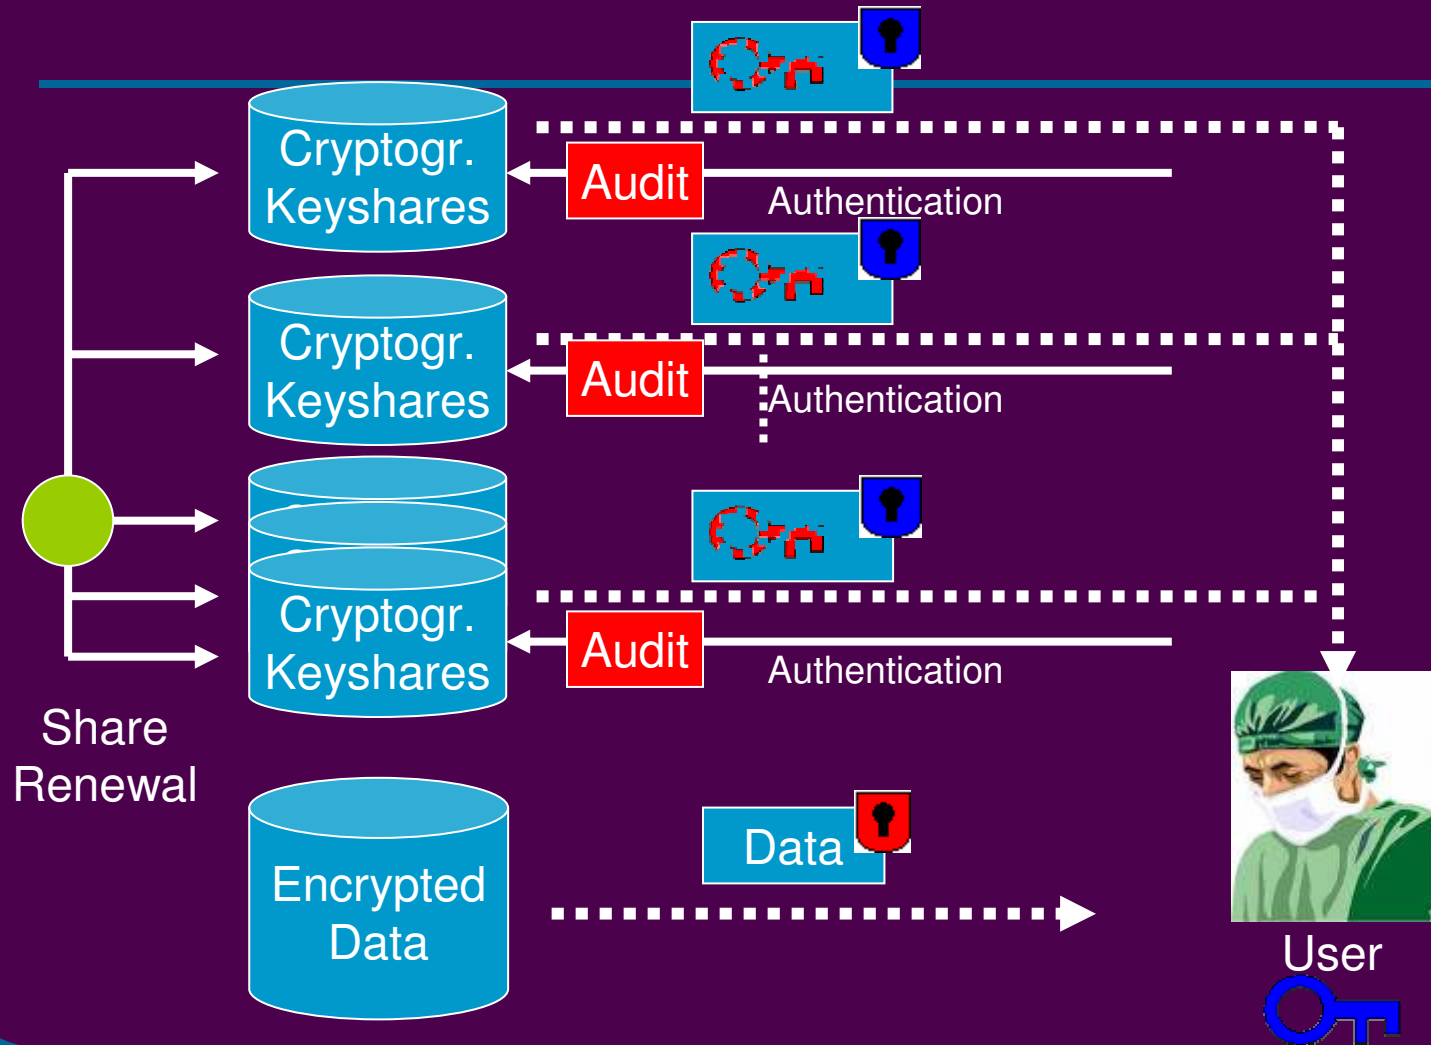 Cryptogr.
Keyshares
Audit
Authentication
Cryptogr.
Keyshares
Audit
Authentication
Cryptogr.
Keyshares
Audit
Authentication
Share
Renewal
Encrypted
Data
Data
User